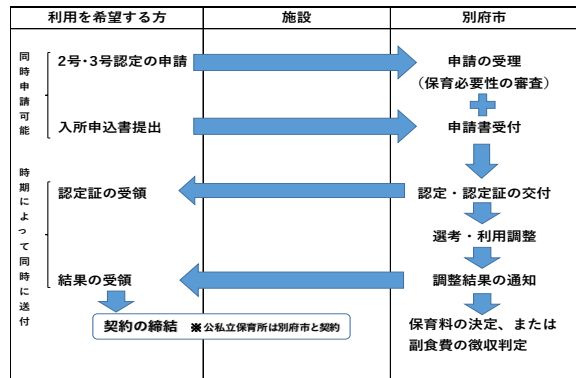 利用を希望する方 施設 別府市
同時申請可能
2号・3号認定の申請
申請の受理
(保育必要性の審査)
入所申込書提出
申請書受付
時期によって同時に送付
認定証の受領
認定・認定証の交付
選考・利用調整
結果の受領
調整結果の通知
契約の締結 ※公私立保育所は別府市と契約
保育料の決定、または
副食費の徴収判定